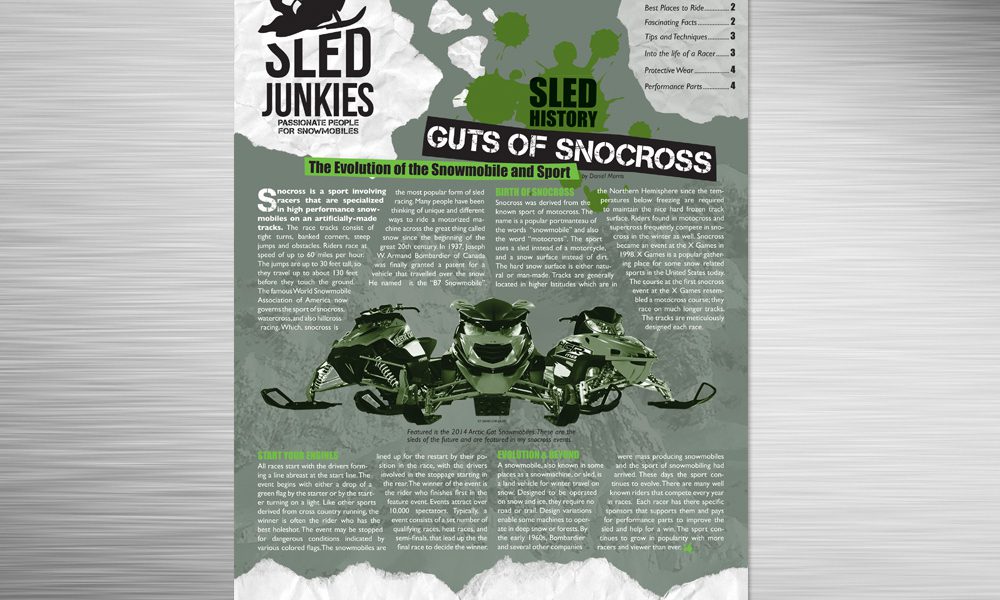 SLED
JUNKIES
PASSIONATE PEOPLE
FOR SNOWMOBILES
Best Places to Ride.............2
Fascinating Facts................2
Tips and Techniques...........3
Into the life of a Racer.......3
Protective Wear.................4
Performance Parts.............4
SLED
HISTORY
GUTS OF SNOCROSS
The Evolution of the Snowmobile and Sport
by Daniel Morris
Snocross is a sport involving
racers that are specialized
in high performance snow-
mobiles on an artificially-made
tracks. The race tracks consist of
tight turns, banked corners, steep
jumps and obstacles. Riders race at
speed of up to 60 miles per hour.
The jumps are up to 30 feet tall, so
they travel up to about 130 feet
before they touch the ground.
The famous World Snowmobile
Association of America, now
governs the sport of snocross,
watercross, and also hillcross
racing. Which, snocross is
the most popular form of sled
racing. Many people have been
thinking of unique and different
ways to ride a motorized ma-
chine across the great thing called
snow since the beginning of the
great 20th century. In 1937, Joseph
W. Armand Bombardier of Canada
was finally granted a patent for a
vehicle that travelled over the snow.
He named it the "B7 Snowmobile".
BIRTH OF SNOCROSS
Snocross was derived from the
known sport of motocross. The
name is a popular portmanteau of
the words "snowmobile" and also
the word "motocross". The sport
uses a sled instead of a motorcycle,
and a snow surface instead of dirt.
The hard snow surface is either natu-
ral or man-made. Tracks are generally
located in higher latitudes which are in
the Northern Hemisphere since the tem-
peratures below freezing are required
to maintain the nice hard frozen track
surface. Riders found in motocross and
supertross frequently compete in sno-
cross in the winter as well. Snocross
became an event at the X Games in
1998. X Games is a popular gather-
ing place for some snow related
sports in the United States today.
The course at the first snocross
event at the X Games resem-
bled a motocross course; they
race on much longer tracks.
The tracks are meticulously
designed each race.
Featured is the 2014 Arctic Cat Snowmobiles. These are the
sleds of the future and are featured in my snocross events.
START YOUR ENGINES
All races start with the drivers form-
ing a line abreast at the start line. The
event begins with either a drop of a
green flag by the starter or by the start-
er turning on a light. Like other sports
derived from cross country running, the
winner is often the rider who has the
best holeshot. The event may be stopped
for dangerous conditions indicated by
various colored flags. The snowmobiles are
lined up for the restart by their po-
sition in the race, with the drivers
involved in the stoppage starting in
the rear. The winner of the event is
the rider who finishes first in the
feature event. Events attract over
10,000 spectators. Typically, a
event consists of a set number of
qualifying races, heat races, and
semi-finals that lead up the the
final race to decide the winner.
EVOLUTION & BEYOND
A snowmobile, also known in some
places as a snowmachine, or sled, is
a land vehicle for winter travel on
snow. Designed to be operated
on snow and ice, they require no
road or trail. Design variations
enable some machines to oper-
ate in deep snow or forests. By
the early 1960s, Bombardier
and several other companies
were mass producing snowmobiles
and the sport of snowmobiling had
arrived. These days the sport con-
tinues to evolve. There are many well
known riders that compete every year
in races. Each racer has there specific
sponsors that supports them and pays
for performance parts to improve the
sled and help for a win. The sport con-
tinues to grow in popularity with more
racers and viewer than ever.